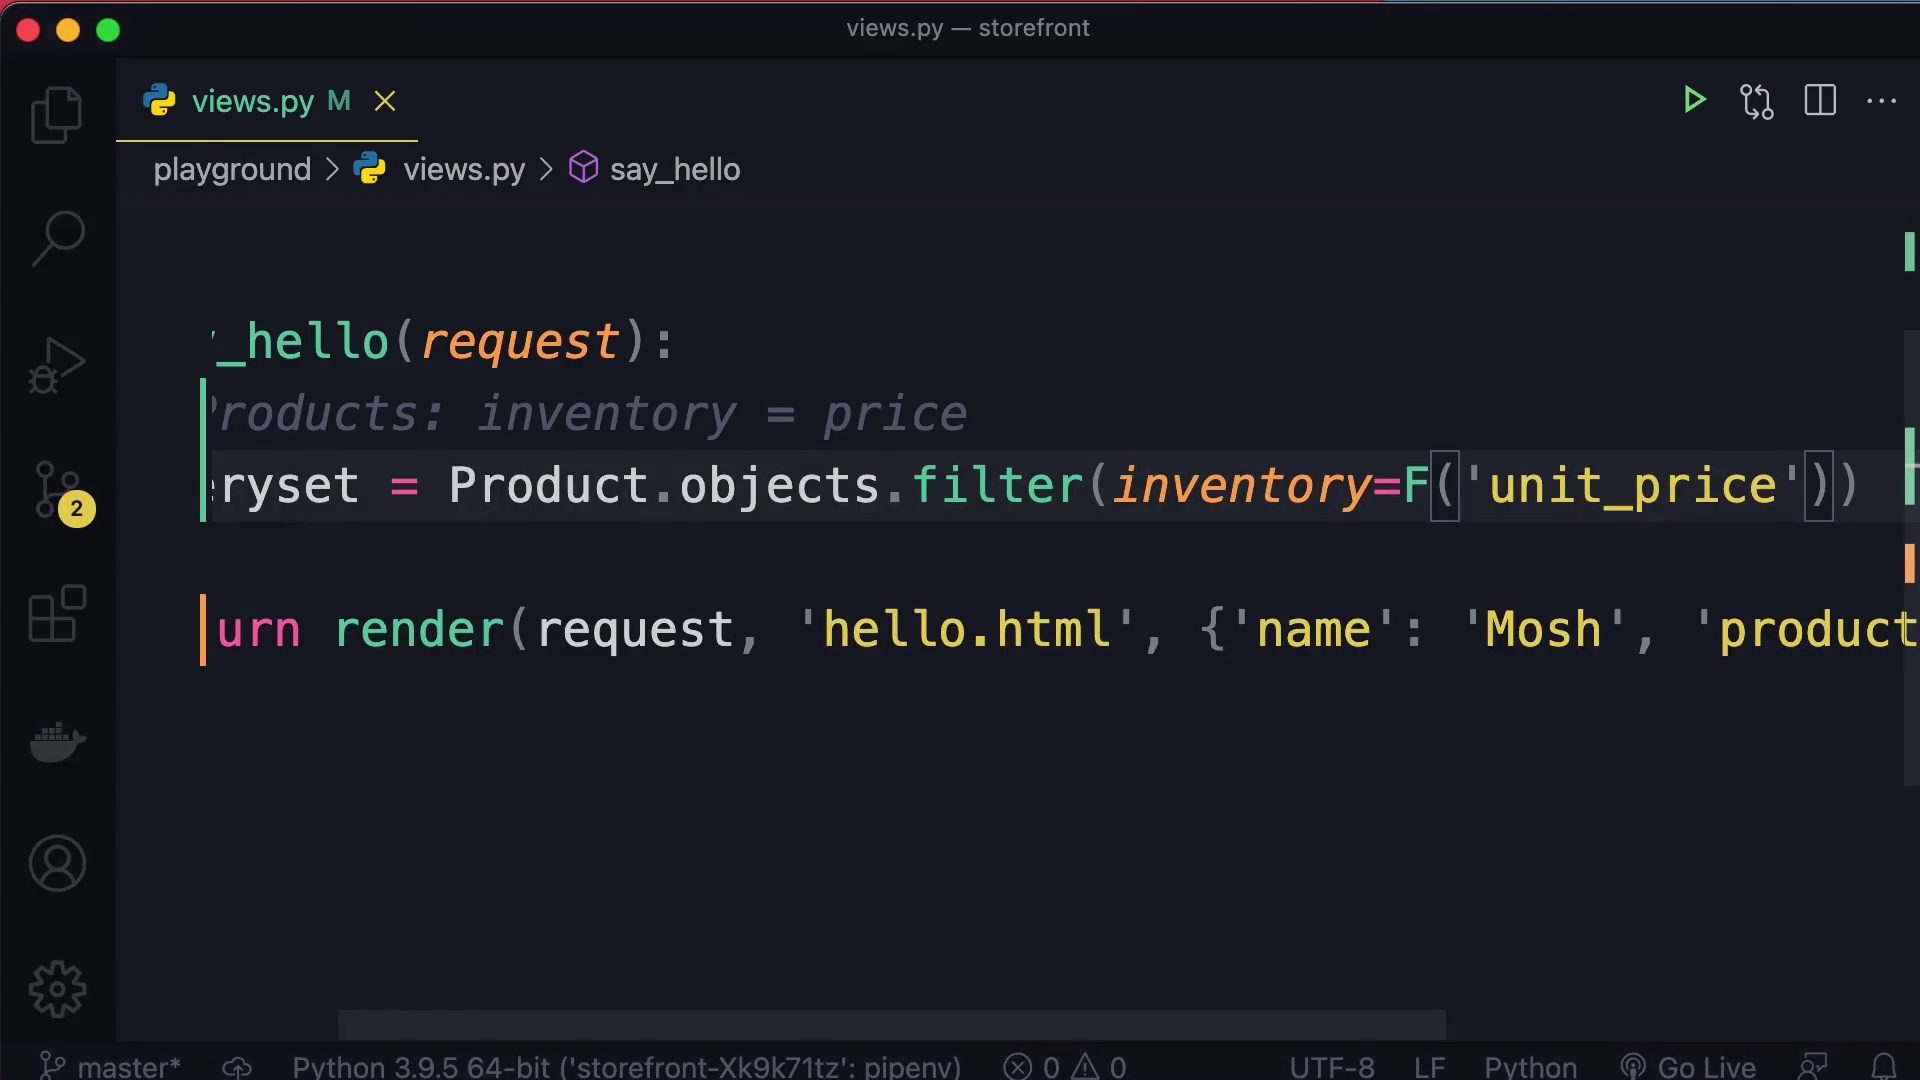 views.py — storefront
views.py M
playground > views.py > say_hello
_hello(request):
Products: inventory = price
eryset = Product.objects.filter(inventory=F('unit_price'))
urn render(request, 'hello.html', {'name': 'Mosh', 'product
2
master* Python 3.9.5 64-bit ('storefront-Xk9k71tz': pipenv) 0 0 UTF-8 LF Python Go Live